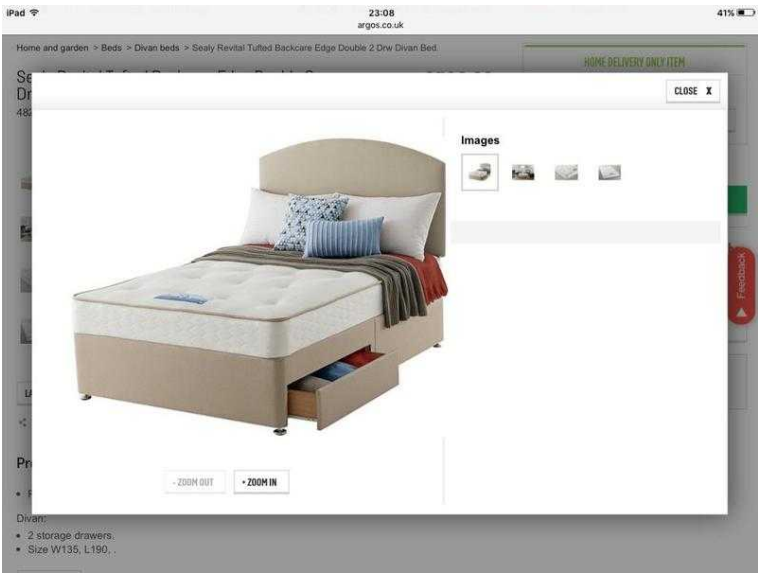 iPad 23:08 41%
argos.co.uk
Home and garden > Beds > Divan beds > Sealy Revital Tufted Backcare Edge Double 2 Drw Divan Bed.
HOME DELIVERY ONLY ITEM
CLOSE X
Images
Feedback
- ZOOM OUT + ZOOM IN
Divan:
• 2 storage drawers.
• Size W135, L190, .